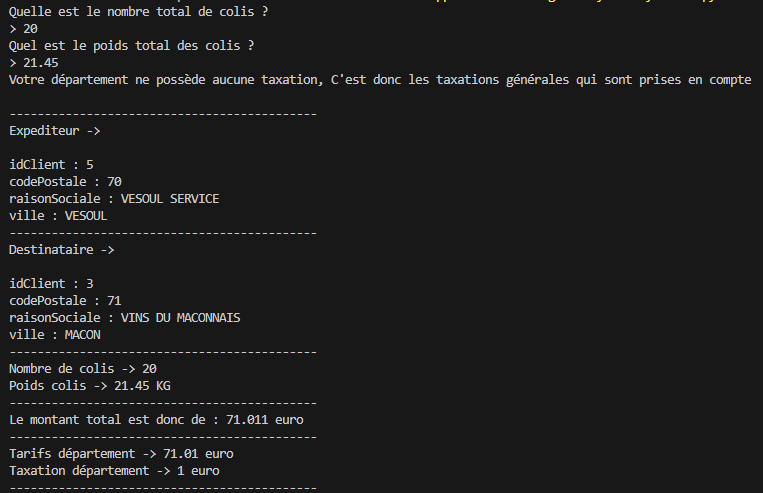 Quelle est le nombre total de colis ?
> 20
Quel est le poids total des colis ?
> 21.45
Votre département ne possède aucune taxation, C'est donc les taxations générales qui sont prises en compte
--------------------------------------------
Expediteur ->
idClient : 5
codePostale : 70
raisonSociale : VESOUL SERVICE
ville : VESOUL
--------------------------------------------
Destinataire ->
idClient : 3
codePostale : 71
raisonSociale : VINS DU MACONNAIS
ville : MACON
--------------------------------------------
Nombre de colis -> 20
Poids colis -> 21.45 KG
--------------------------------------------
Le montant total est donc de : 71.011 euro
--------------------------------------------
Tarifs département -> 71.01 euro
Taxation département -> 1 euro
--------------------------------------------